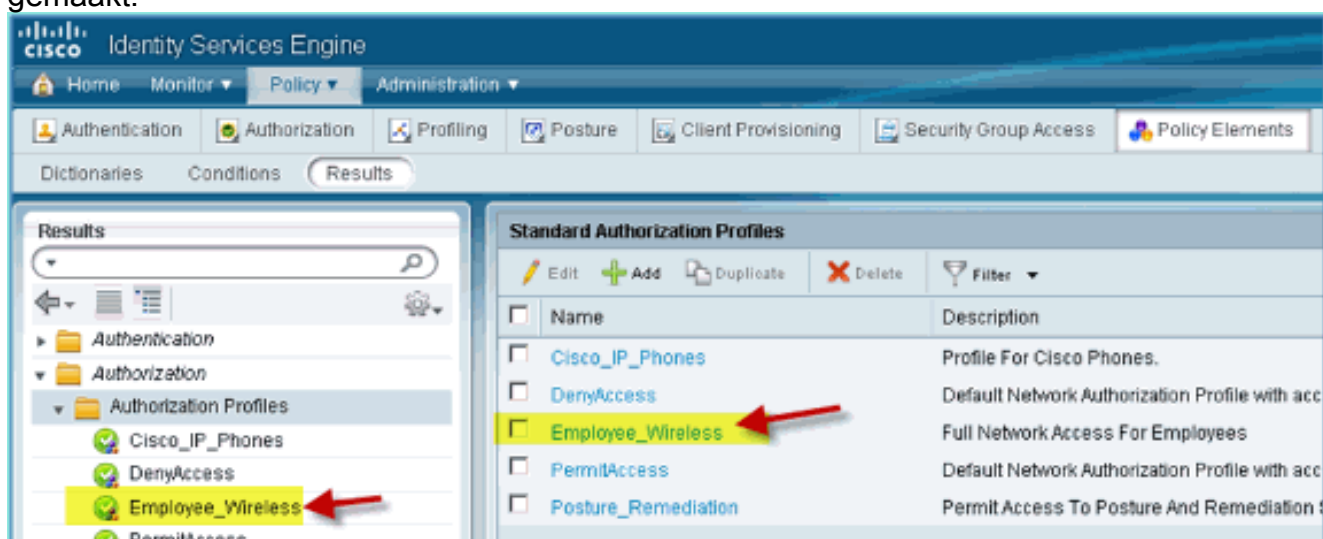 gemaakt.
cisco Identity Services Engine
Home Monitor Policy Administration
Authentication Authorization Profiling Posture Client Provisioning Security Group Access Policy Elements
Dictionaries Conditions Results
Results
Authentication
Authorization
Authorization Profiles
Cisco_IP_Phones
DenyAccess
Employee_Wireless
PermitAccess
Standard Authorization Profiles
Edit Add Duplicate Delete Filter
Name Description
Cisco_IP_Phones Profile For Cisco Phones.
DenyAccess Default Network Authorization Profile with acc
Employee_Wireless Full Network Access For Employees
PermitAccess Default Network Authorization Profile with acc
Posture_Remediation Permit Access To Posture And Remediation